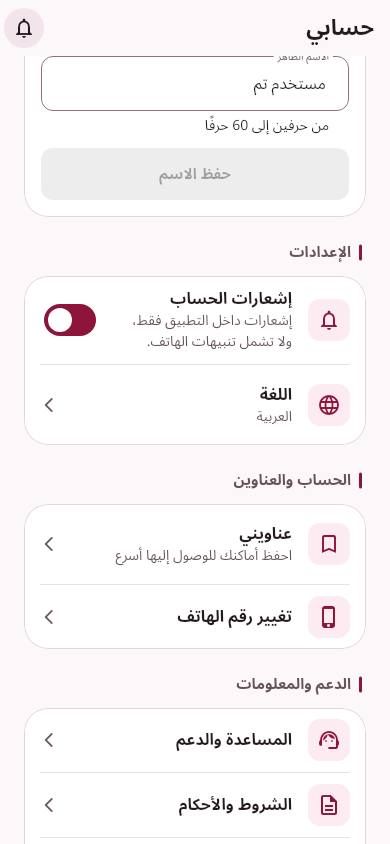 حسابي
الاسم الظاهر
مستخدم تم
من حرفين إلى 60 حرفًا
حفظ الاسم
الإعدادات
إشعارات الحساب
إشعارات داخل التطبيق فقط،
ولا تشمل تنبيهات الهاتف.
اللغة
العربية
الحساب والعناوين
عناويني
احفظ أماكنك للوصول إليها أسرع
تغيير رقم الهاتف
الدعم والمعلومات
المساعدة والدعم
الشروط والأحكام